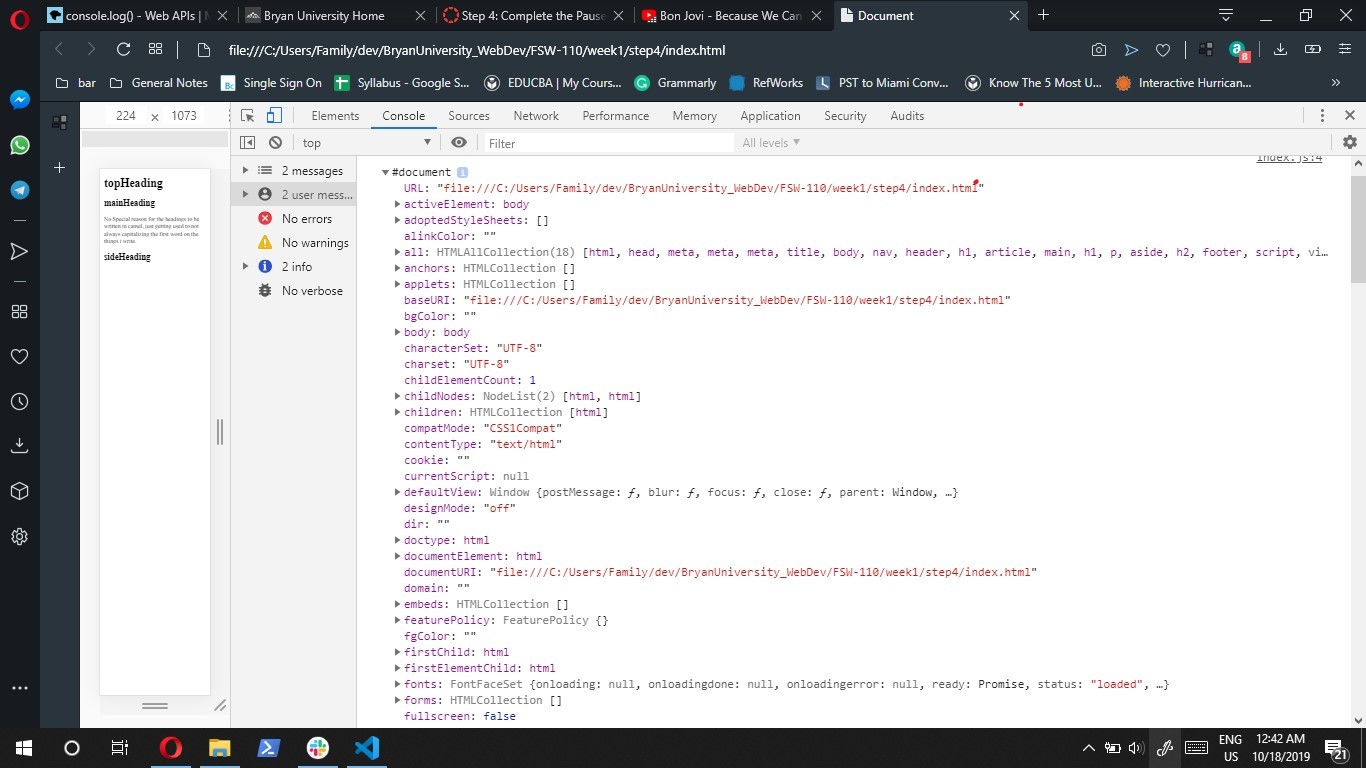 console.log() - Web APIs | M
Bryan University Home
Step 4: Complete the Pause
Bon Jovi - Because We Can
Document
file:///C:/Users/Family/dev/BryanUniversity_WebDev/FSW-110/week1/step4/index.html
8
bar
General Notes
Bc
Single Sign On
Syllabus - Google S...
EDUCBA | My Cours...
Grammarly
RefWorks
PST to Miami Conv...
Know The 5 Most U...
Interactive Hurrican...
»
224 x 1073
Elements Console Sources Network Performance Memory Application Security Audits
top
Filter
All levels
topHeading
mainHeading
No Special reason for the headings to be
written in camel, just getting used to not
always capitalizing the first word on the
things i write.
sideHeading
2 messages
2 user mess...
No errors
No warnings
2 info
No verbose
index.js:4
#document i
URL: "file:///C:/Users/Family/dev/BryanUniversity_WebDev/FSW-110/week1/step4/index.html"
activeElement: body
adoptedStyleSheets: []
alinkColor: ""
all: HTMLAllCollection(18) [html, head, meta, meta, meta, title, body, nav, header, h1, article, main, h1, p, aside, h2, footer, script, vi…
anchors: HTMLCollection []
applets: HTMLCollection []
baseURI: "file:///C:/Users/Family/dev/BryanUniversity_WebDev/FSW-110/week1/step4/index.html"
bgColor: ""
body: body
characterSet: "UTF-8"
charset: "UTF-8"
childElementCount: 1
childNodes: NodeList(2) [html, html]
children: HTMLCollection [html]
compatMode: "CSS1Compat"
contentType: "text/html"
cookie: ""
currentScript: null
defaultView: Window {postMessage: ƒ, blur: ƒ, focus: ƒ, close: ƒ, parent: Window, …}
designMode: "off"
dir: ""
doctype: html
documentElement: html
documentURI: "file:///C:/Users/Family/dev/BryanUniversity_WebDev/FSW-110/week1/step4/index.html"
domain: ""
embeds: HTMLCollection []
featurePolicy: FeaturePolicy {}
fgColor: ""
firstChild: html
firstElementChild: html
fonts: FontFaceSet {onloading: null, onloadingdone: null, onloadingerror: null, ready: Promise, status: "loaded", …}
forms: HTMLCollection []
fullscreen: false
ENG
US
12:42 AM
10/18/2019
21